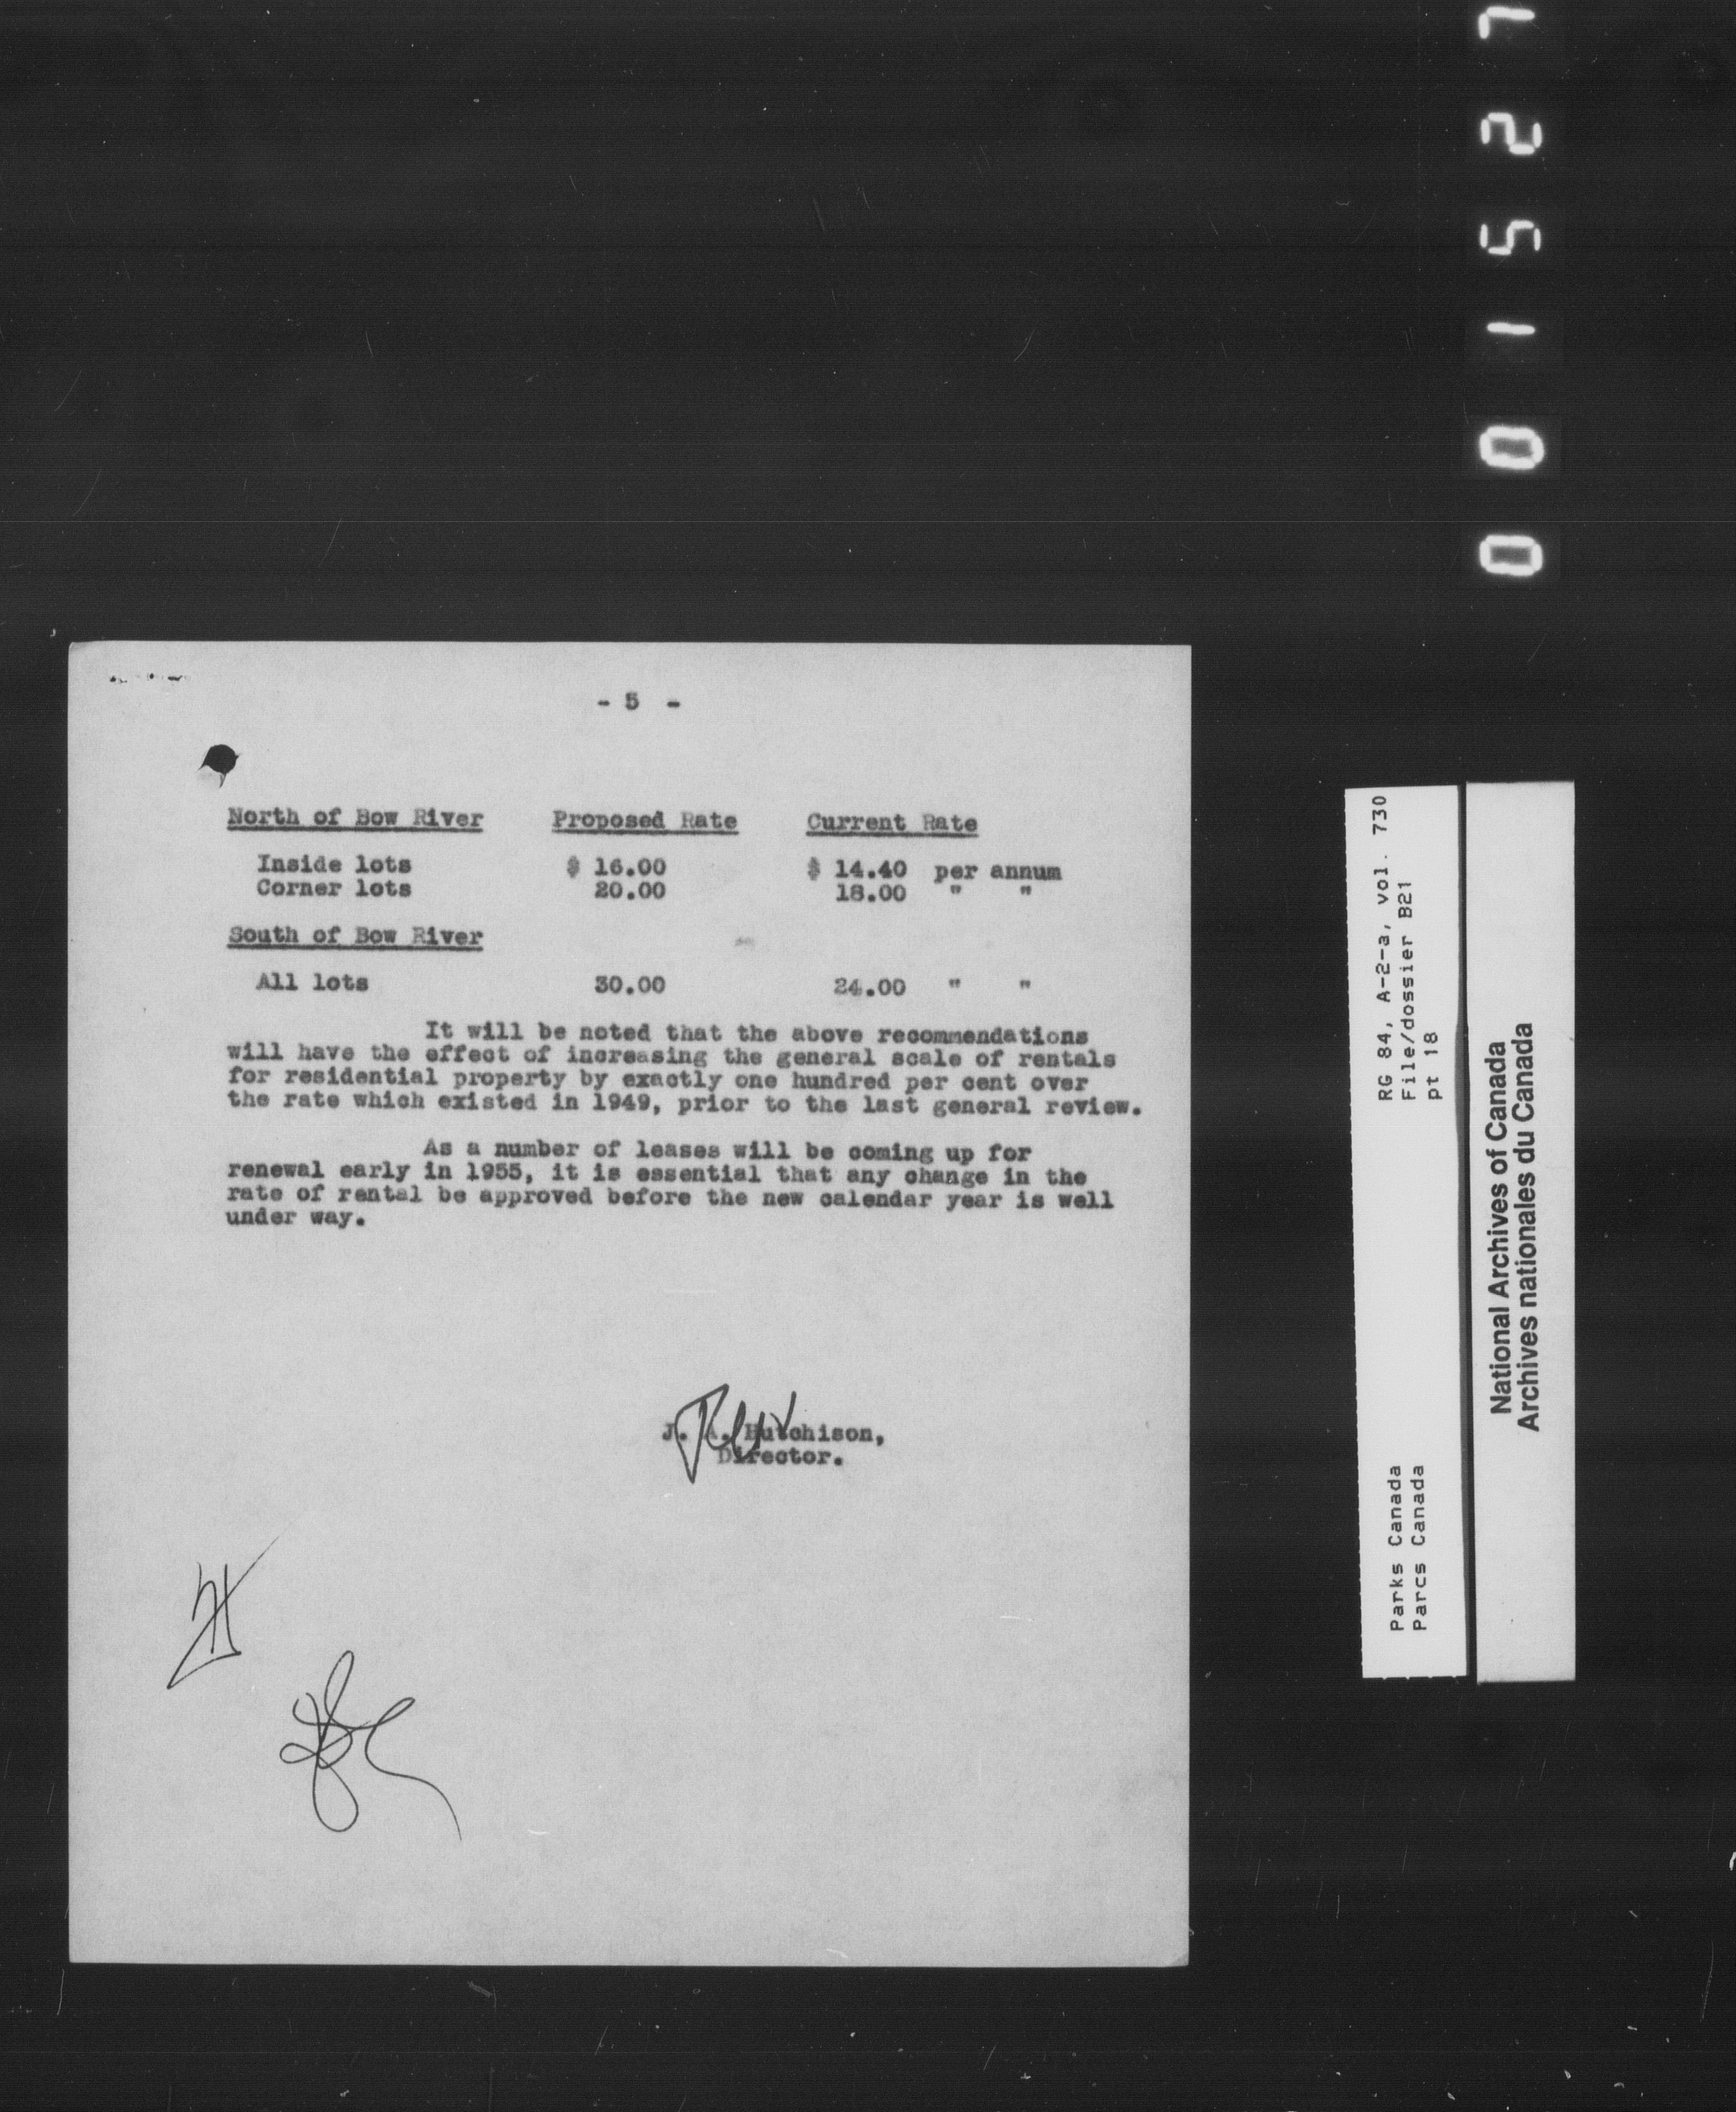 - 5 -
North of Bow River Proposed Rate Current Rate
Inside lots $ 16.00 $ 14.40 per annum
Corner lots 20.00 18.00 " "
South of Bow River
All lots 30.00 24.00 " "
It will be noted that the above recommendations
will have the effect of increasing the general scale of rentals
for residential property by exactly one hundred per cent over
the rate which existed in 1949, prior to the last general review.
As a number of leases will be coming up for
renewal early in 1955, it is essential that any change in the
rate of rental be approved before the new calendar year is well
under way.
J. A. Hutchison,
Director.
001527
RG 84, A-2-a, vol. 730
File/dossier B21
pt 18
Parks Canada
Parcs Canada
National Archives of Canada
Archives nationales du Canada